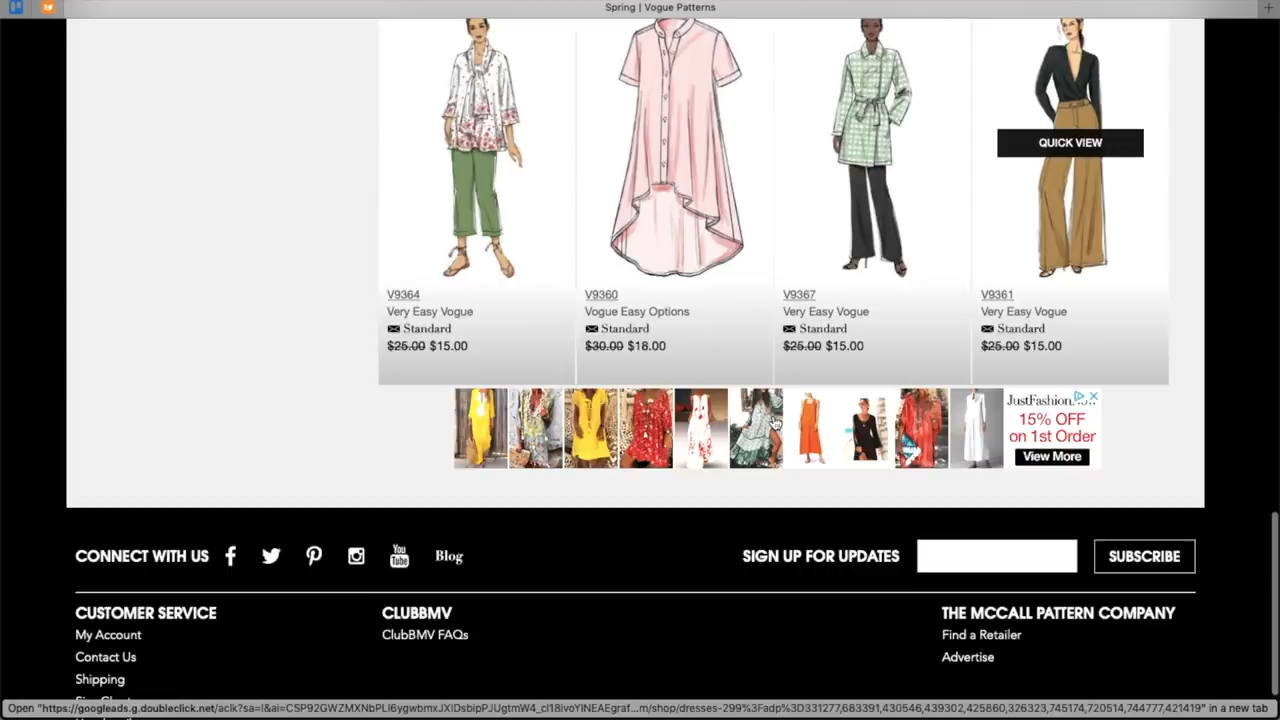 Spring | Vogue Patterns
QUICK VIEW
V9364
Very Easy Vogue
Standard
$25.00 $15.00
V9360
Vogue Easy Options
Standard
$30.00 $18.00
V9367
Very Easy Vogue
Standard
$25.00 $15.00
V9361
Very Easy Vogue
Standard
$25.00 $15.00
15% OFF
on 1st Order
View More
CONNECT WITH US
You
Tube
Blog
SIGN UP FOR UPDATES
SUBSCRIBE
CUSTOMER SERVICE
My Account
Contact Us
Shipping
CLUBBMV
ClubBMV FAQs
THE MCCALL PATTERN COMPANY
Find a Retailer
Advertise